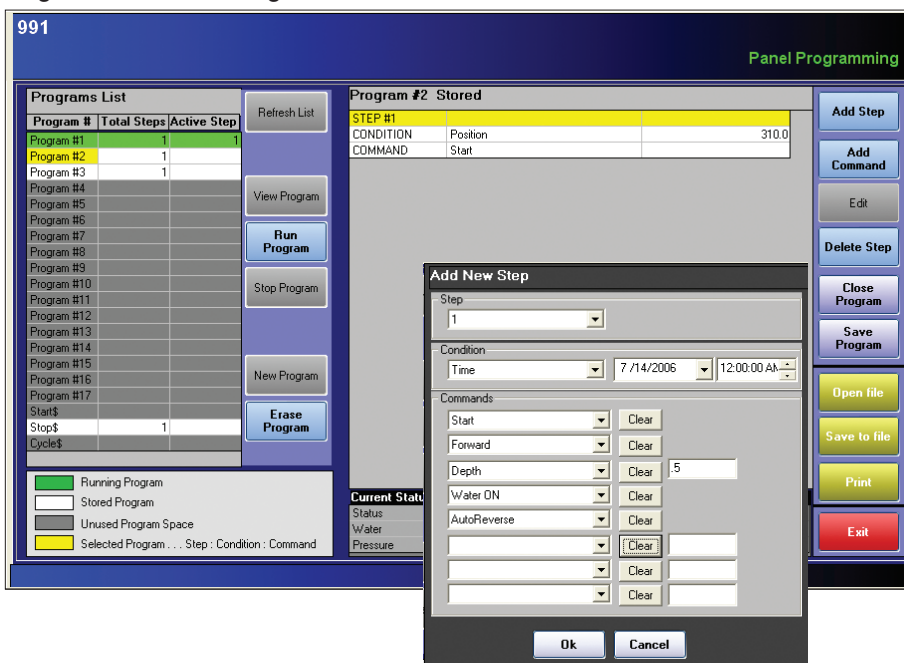 991
Panel Programming
Programs List
Program # Total Steps Active Step
Program #1 1 1
Program #2 1
Program #3 1
Program #4
Program #5
Program #6
Program #7
Program #8
Program #9
Program #10
Program #11
Program #12
Program #13
Program #14
Program #15
Program #16
Program #17
Start$
Stop$ 1
Cycle$
Refresh List
View Program
Run
Program
Stop Program
New Program
Erase
Program
Running Program
Stored Program
Unused Program Space
Selected Program . . . Step : Condition : Command
Program #2 Stored
STEP #1
CONDITION Position 310.0
COMMAND Start
Current Statu
Status
Water
Pressure
Add New Step
Step
1
Condition
Time 7 /14/2006 12:00:00 AM
Commands
Start Clear
Forward Clear
Depth Clear .5
Water ON Clear
AutoReverse Clear
Clear
Clear
Clear
Ok Cancel
Add Step
Add
Command
Edit
Delete Step
Close
Program
Save
Program
Open file
Save to file
Print
Exit